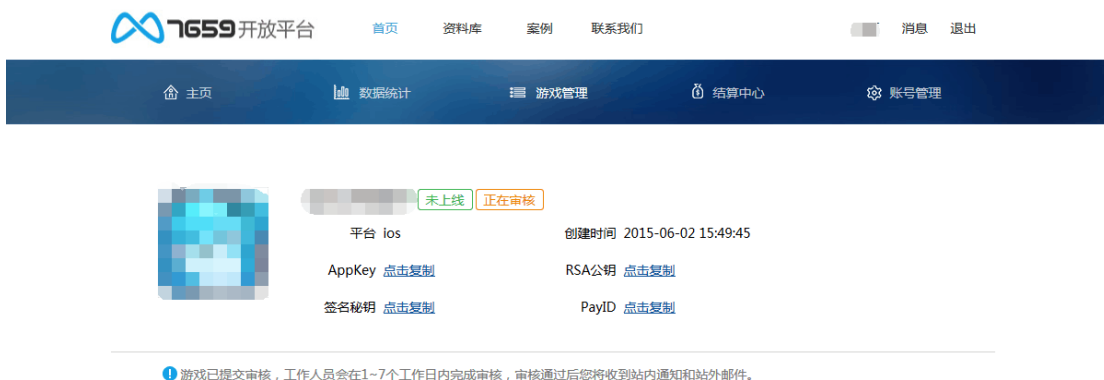 7659开放平台 首页 资料库 案例 联系我们 消息 退出
主页 数据统计 游戏管理 结算中心 账号管理
未上线 正在审核
平台 ios 创建时间 2015-06-02 15:49:45
AppKey 点击复制 RSA公钥 点击复制
签名秘钥 点击复制 PayID 点击复制
游戏已提交审核，工作人员会在1~7个工作日内完成审核，审核通过后您将收到站内通知和站外邮件。